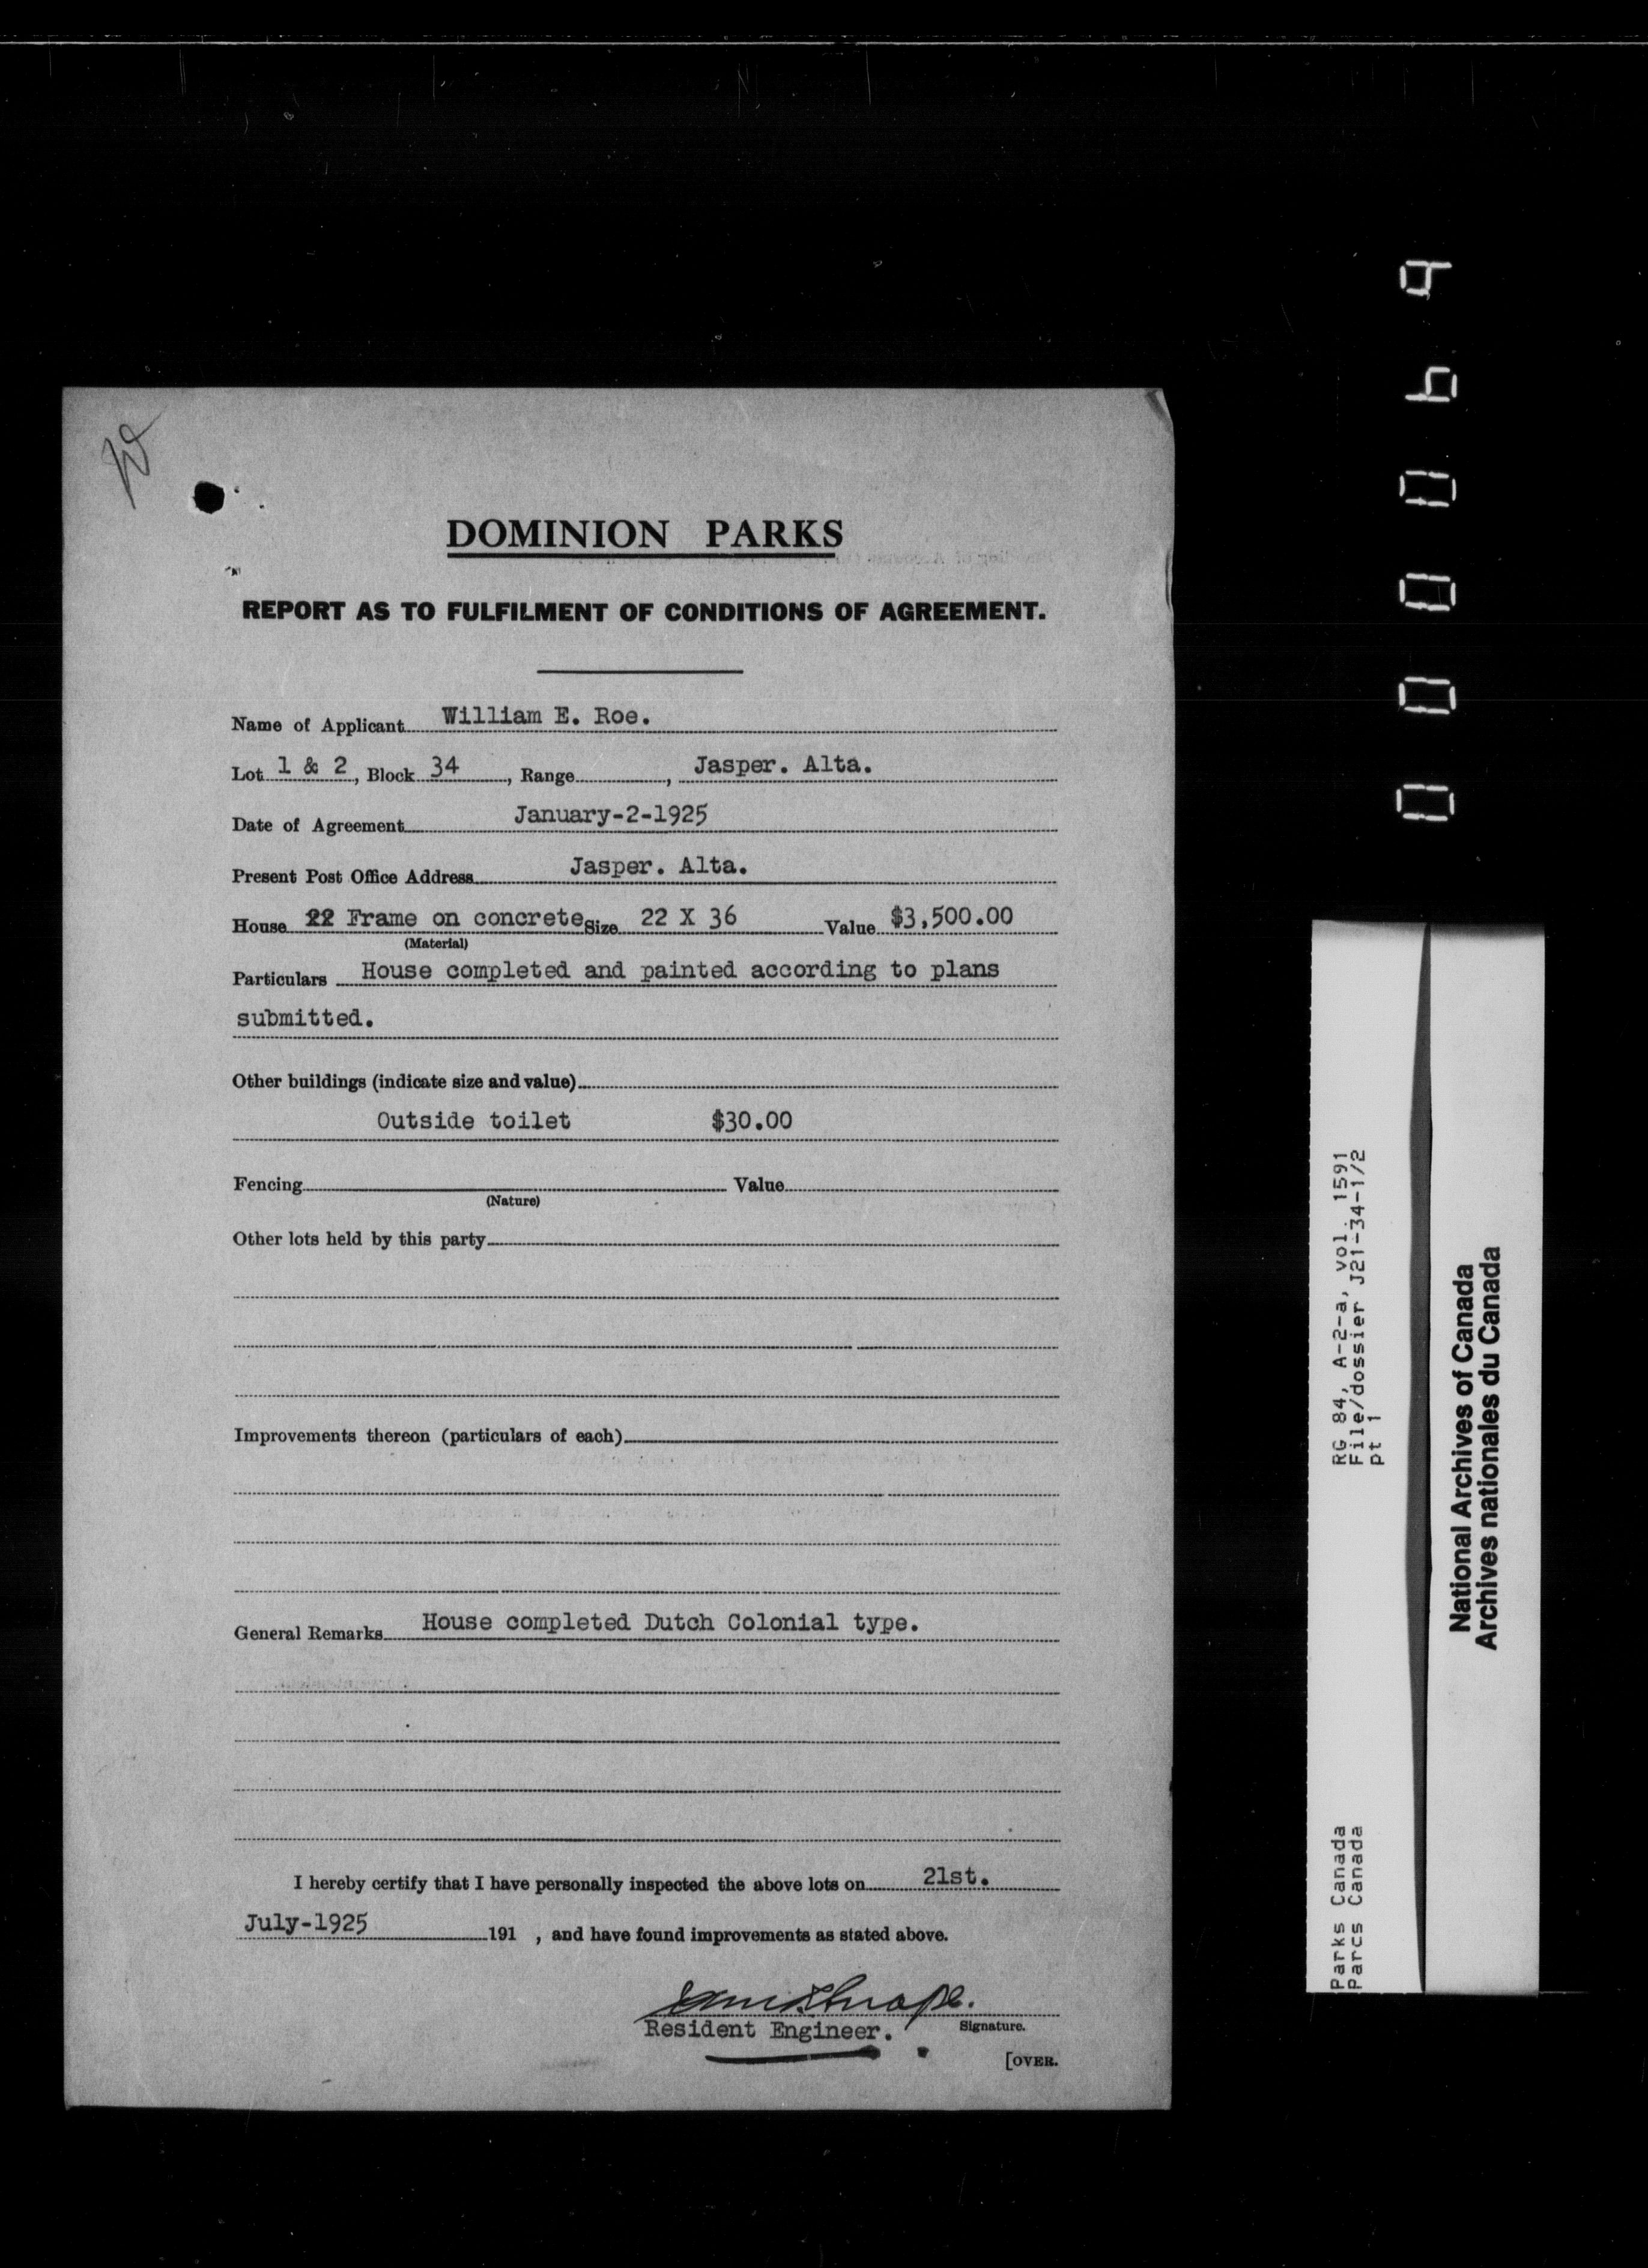 DOMINION PARKS
REPORT AS TO FULFILMENT OF CONDITIONS OF AGREEMENT.
Name of Applicant William E. Roe.
Lot 1 & 2, Block 34, Range, Jasper. Alta.
Date of Agreement January-2-1925
Present Post Office Address Jasper. Alta.
House 22 Frame on concrete Size 22 X 36 Value $3,500.00
(Material)
Particulars House completed and painted according to plans
submitted.
Other buildings (indicate size and value)
Outside toilet $30.00
Fencing Value
(Nature)
Other lots held by this party
Improvements thereon (particulars of each)
General Remarks House completed Dutch Colonial type.
I hereby certify that I have personally inspected the above lots on 21st.
July-1925 191 , and have found improvements as stated above.
Resident Engineer. Signature.
[OVER.
000069
RG 84, A-2-a, vol. 1591
File/dossier J21-34-1/2
pt 1
Parks Canada
Parcs Canada
National Archives of Canada
Archives nationales du Canada